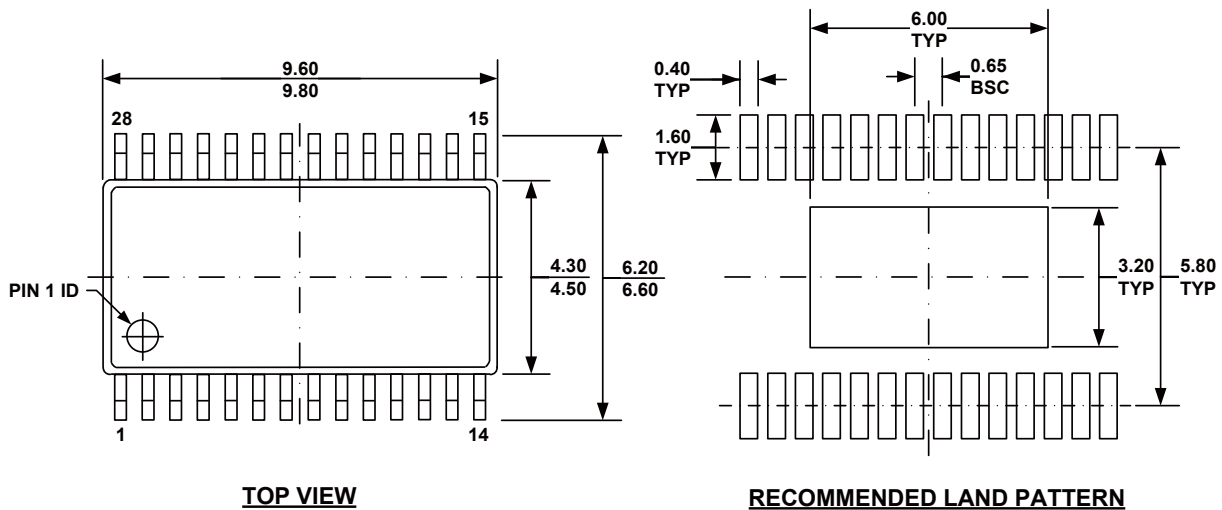 9.60
9.80
28
15
4.30
4.50
6.20
6.60
PIN 1 ID
1
14
TOP VIEW
6.00
TYP
0.40
TYP
0.65
BSC
1.60
TYP
3.20
TYP
5.80
TYP
RECOMMENDED LAND PATTERN